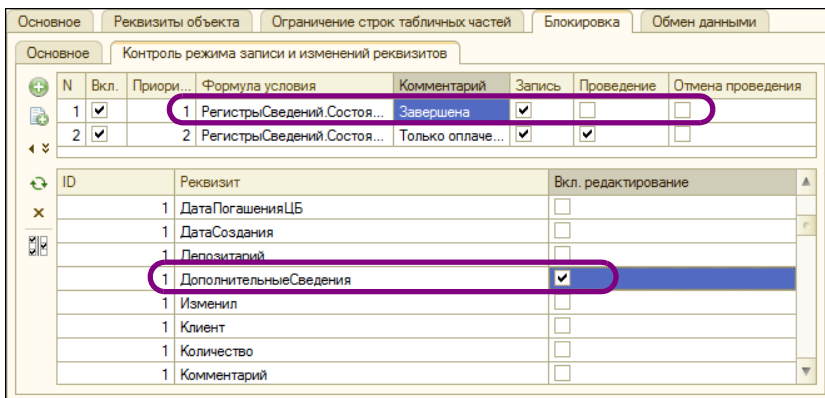 Основное Реквизиты объекта Ограничение строк табличных частей Блокировка Обмен данными
Основное Контроль режима записи и изменений реквизитов
N Вкл. Приори... Формула условия Комментарий Запись Проведение Отмена проведения
1 1 РегистрыСведений.Состоя... Завершена
2 2 РегистрыСведений.Состоя... Только оплаче...
ID Реквизит Вкл. редактирование
1 ДатаПогашенияЦБ
1 ДатаСоздания
1 Депозитарий
1 ДополнительныеСведения
1 Изменил
1 Клиент
1 Количество
1 Комментарий